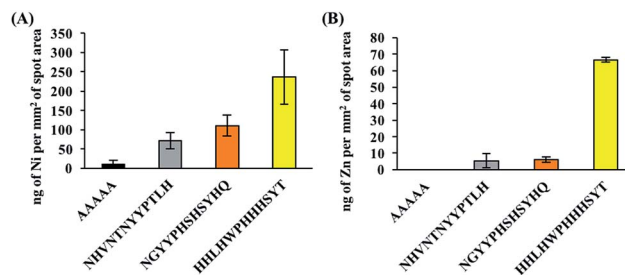 (A)
ng of Ni per mm² of spot area
350
300
250
200
150
100
50
0
AAAAA
NHVNTNYYPTLH
NGYYPHSHSYHQ
HHLHWPHHHSYT
(B)
ng of Zn per mm² of spot area
80
70
60
50
40
30
20
10
0
AAAAA
NHVNTNYYPTLH
NGYYPHSHSYHQ
HHLHWPHHHSYT